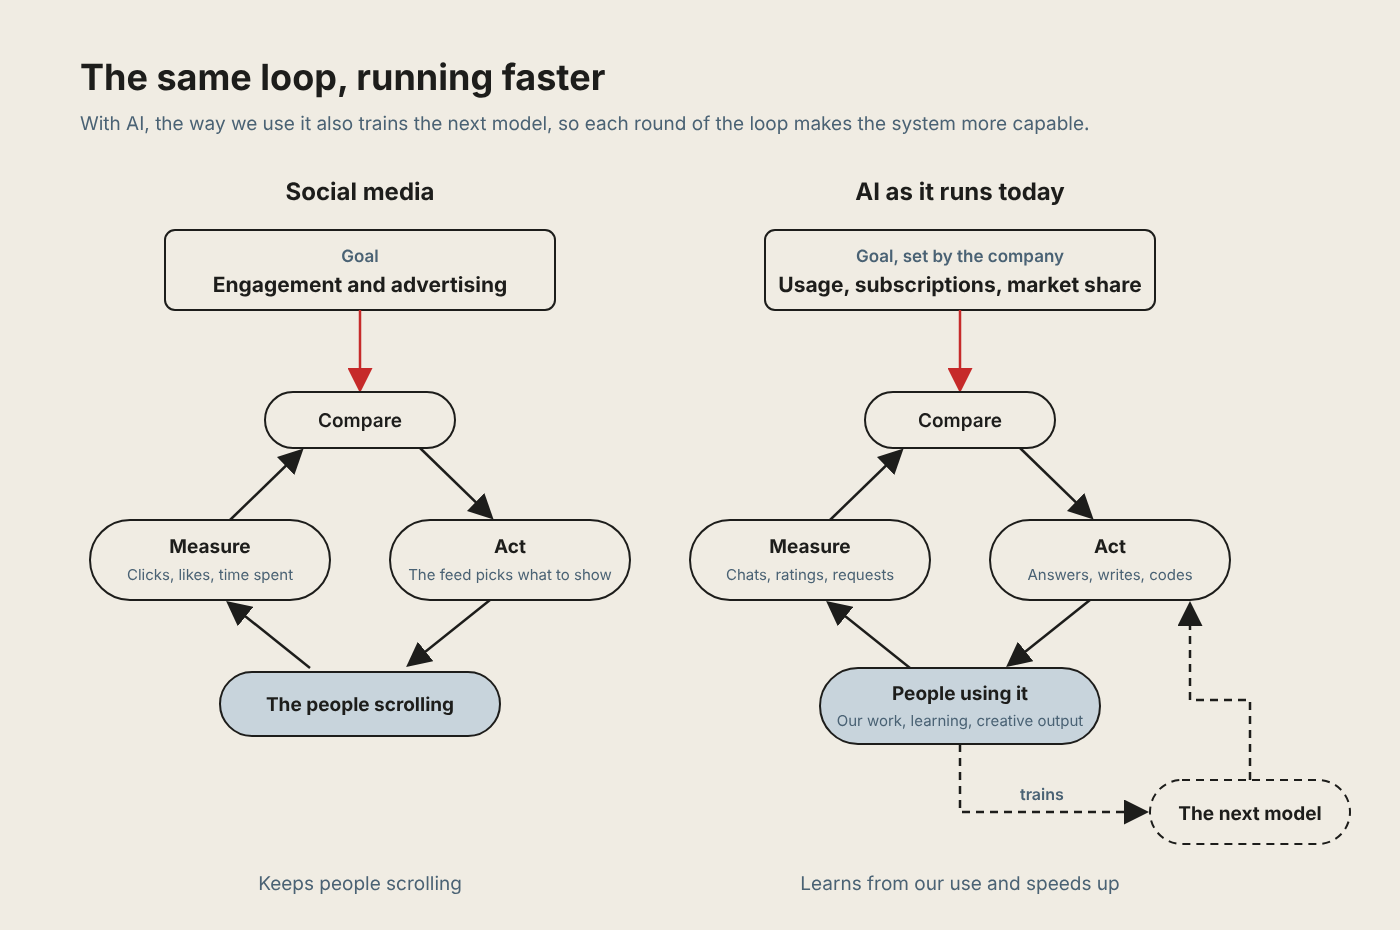 The same loop, running faster
With AI, the way we use it also trains the next model, so each round of the loop makes the system more capable.
Social media
Goal
Engagement and advertising
Compare
Measure
Clicks, likes, time spent
Act
The feed picks what to show
The people scrolling
Keeps people scrolling
AI as it runs today
Goal, set by the company
Usage, subscriptions, market share
Compare
Measure
Chats, ratings, requests
Act
Answers, writes, codes
People using it
Our work, learning, creative output
trains
The next model
Learns from our use and speeds up